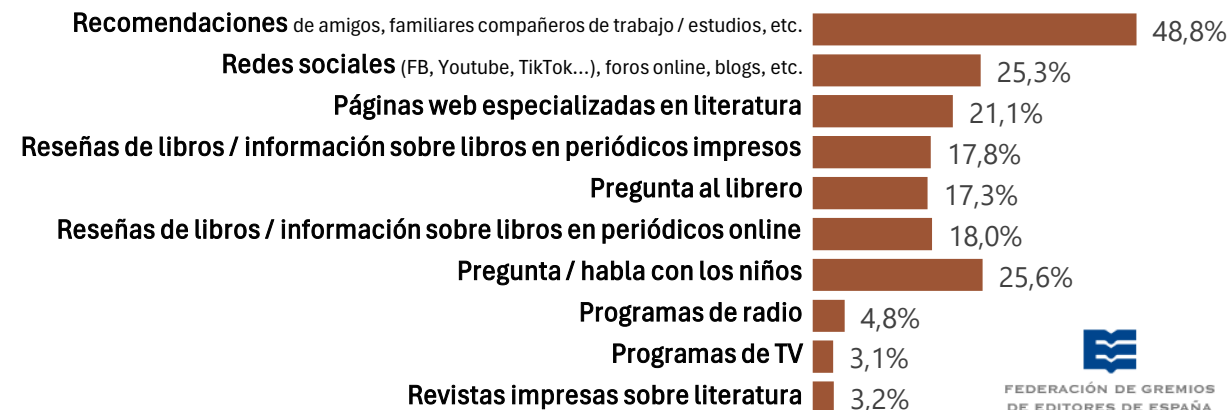 Recomendaciones de amigos, familiares compañeros de trabajo / estudios, etc. 48,8%
Redes sociales (FB, Youtube, TikTok...), foros online, blogs, etc. 25,3%
Páginas web especializadas en literatura 21,1%
Reseñas de libros / información sobre libros en periódicos impresos 17,8%
Pregunta al librero 17,3%
Reseñas de libros / información sobre libros en periódicos online 18,0%
Pregunta / habla con los niños 25,6%
Programas de radio 4,8%
Programas de TV 3,1%
Revistas impresas sobre literatura 3,2%
FEDERACIÓN DE GREMIOS
DE EDITORES DE ESPAÑA